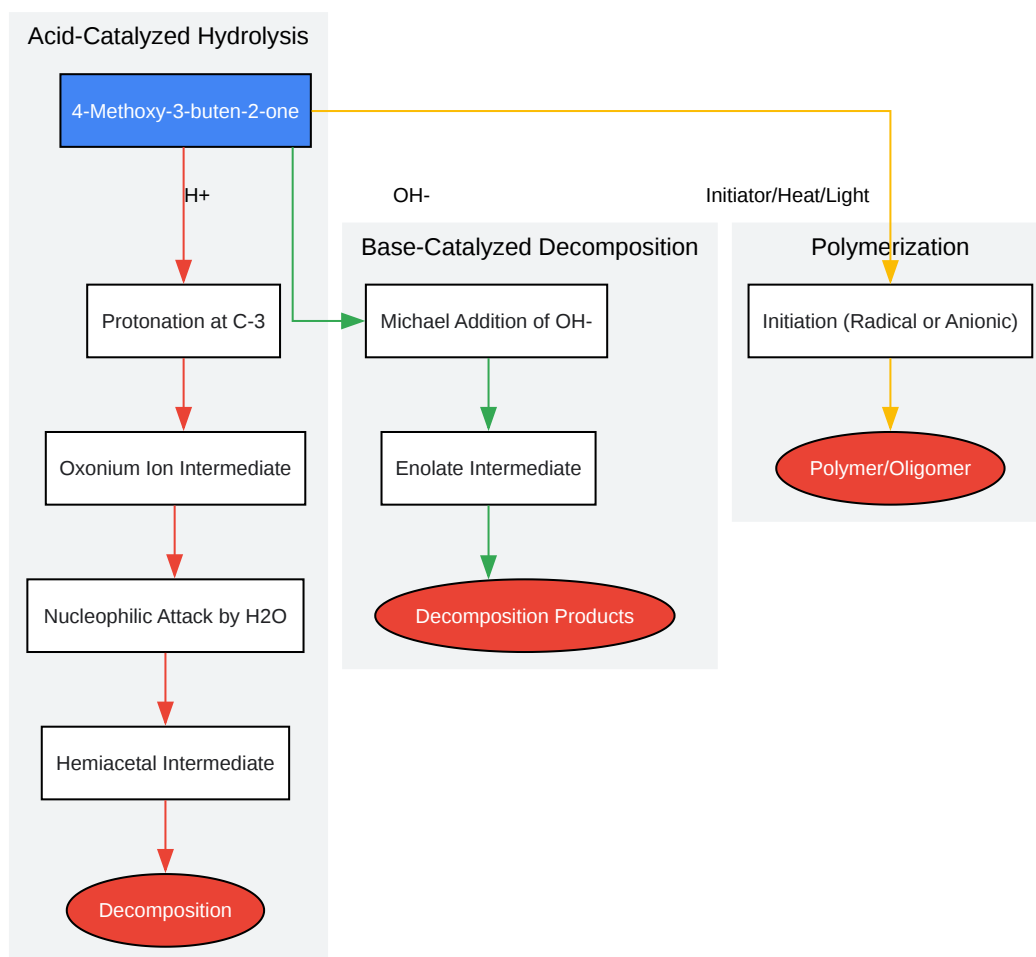 Acid-Catalyzed Hydrolysis
4-Methoxy-3-buten-2-one
H+
OH-
Initiator/Heat/Light
Base-Catalyzed Decomposition
Polymerization
Protonation at C-3
Michael Addition of OH-
Initiation (Radical or Anionic)
Oxonium Ion Intermediate
Enolate Intermediate
Polymer/Oligomer
Nucleophilic Attack by H2O
Decomposition Products
Hemiacetal Intermediate
Decomposition